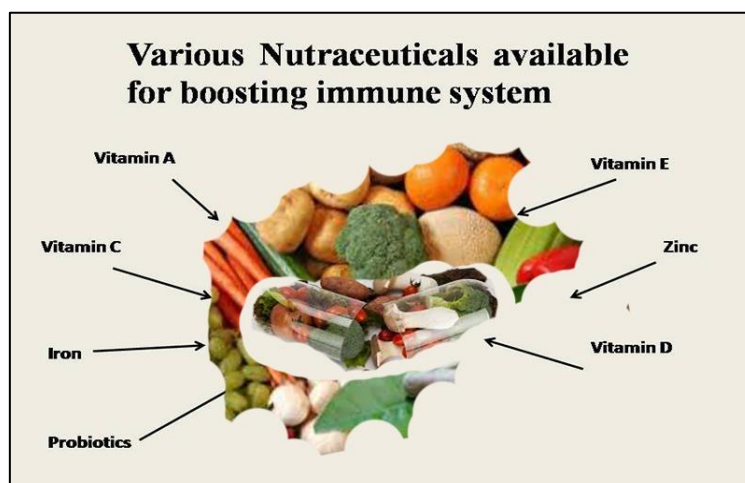 Various Nutraceuticals available
for boosting immune system
Vitamin A
Vitamin E
Vitamin C
Zinc
Iron
Vitamin D
Probiotics